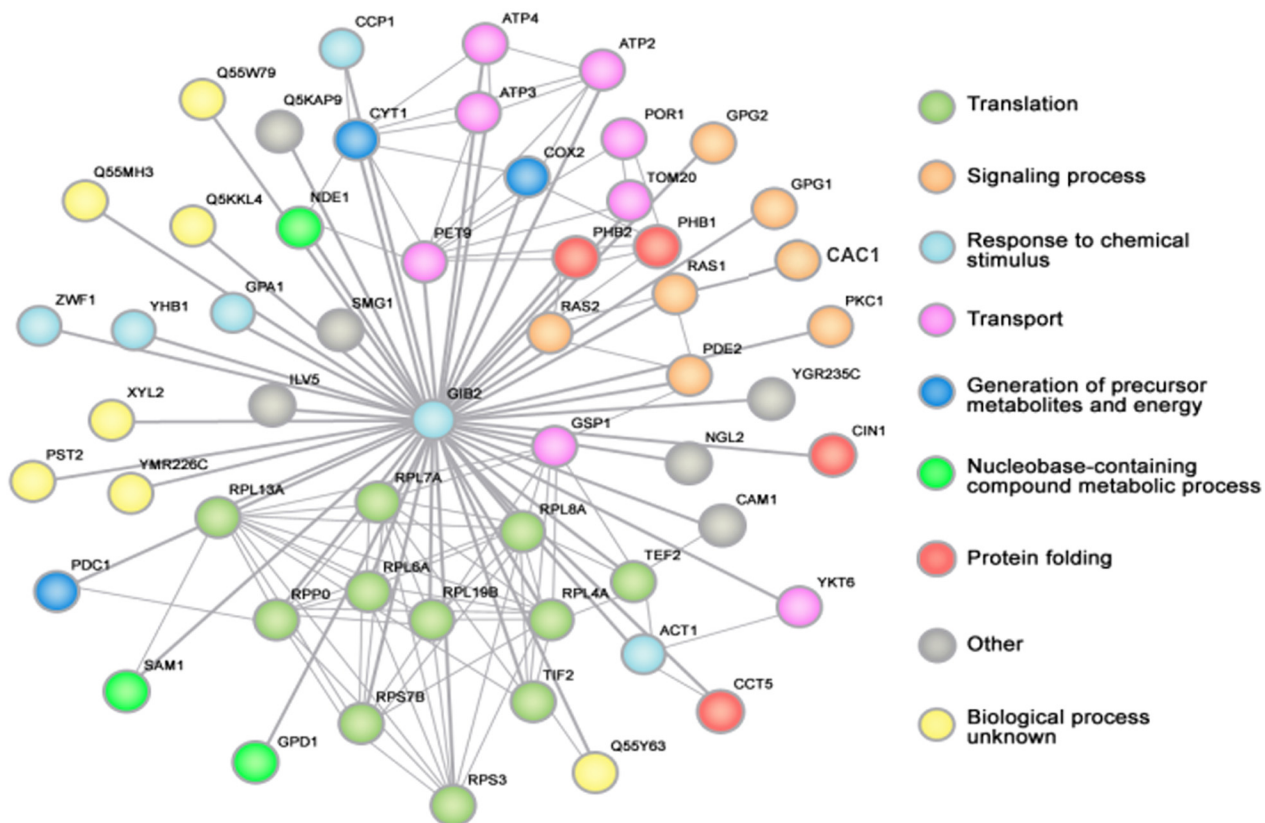 CCP1
ATP4
ATP2
Q55W79
Q5KAP9
CYT1
ATP3
POR1
GPG2
COX2
Q55MH3
Q5KKL4
NDE1
TOM20
GPG1
PET9
PHB2
PHB1
CAC1
ZWF1
YHB1
GPA1
SMG1
RAS2
RAS1
PKC1
PDE2
YGR235C
XYL2
ILV5
GIB2
GSP1
NGL2
CIN1
PST2
YMR226C
RPL13A
RPL7A
RPL8A
CAM1
PDC1
RPP0
RPL6A
RPL19B
RPL4A
TEF2
YKT6
SAM1
ACT1
GPD1
RPS7B
TIF2
CCT5
RPS3
Q55Y63
Translation
Signaling process
Response to chemical
stimulus
Transport
Generation of precursor
metabolites and energy
Nucleobase-containing
compound metabolic process
Protein folding
Other
Biological process
unknown